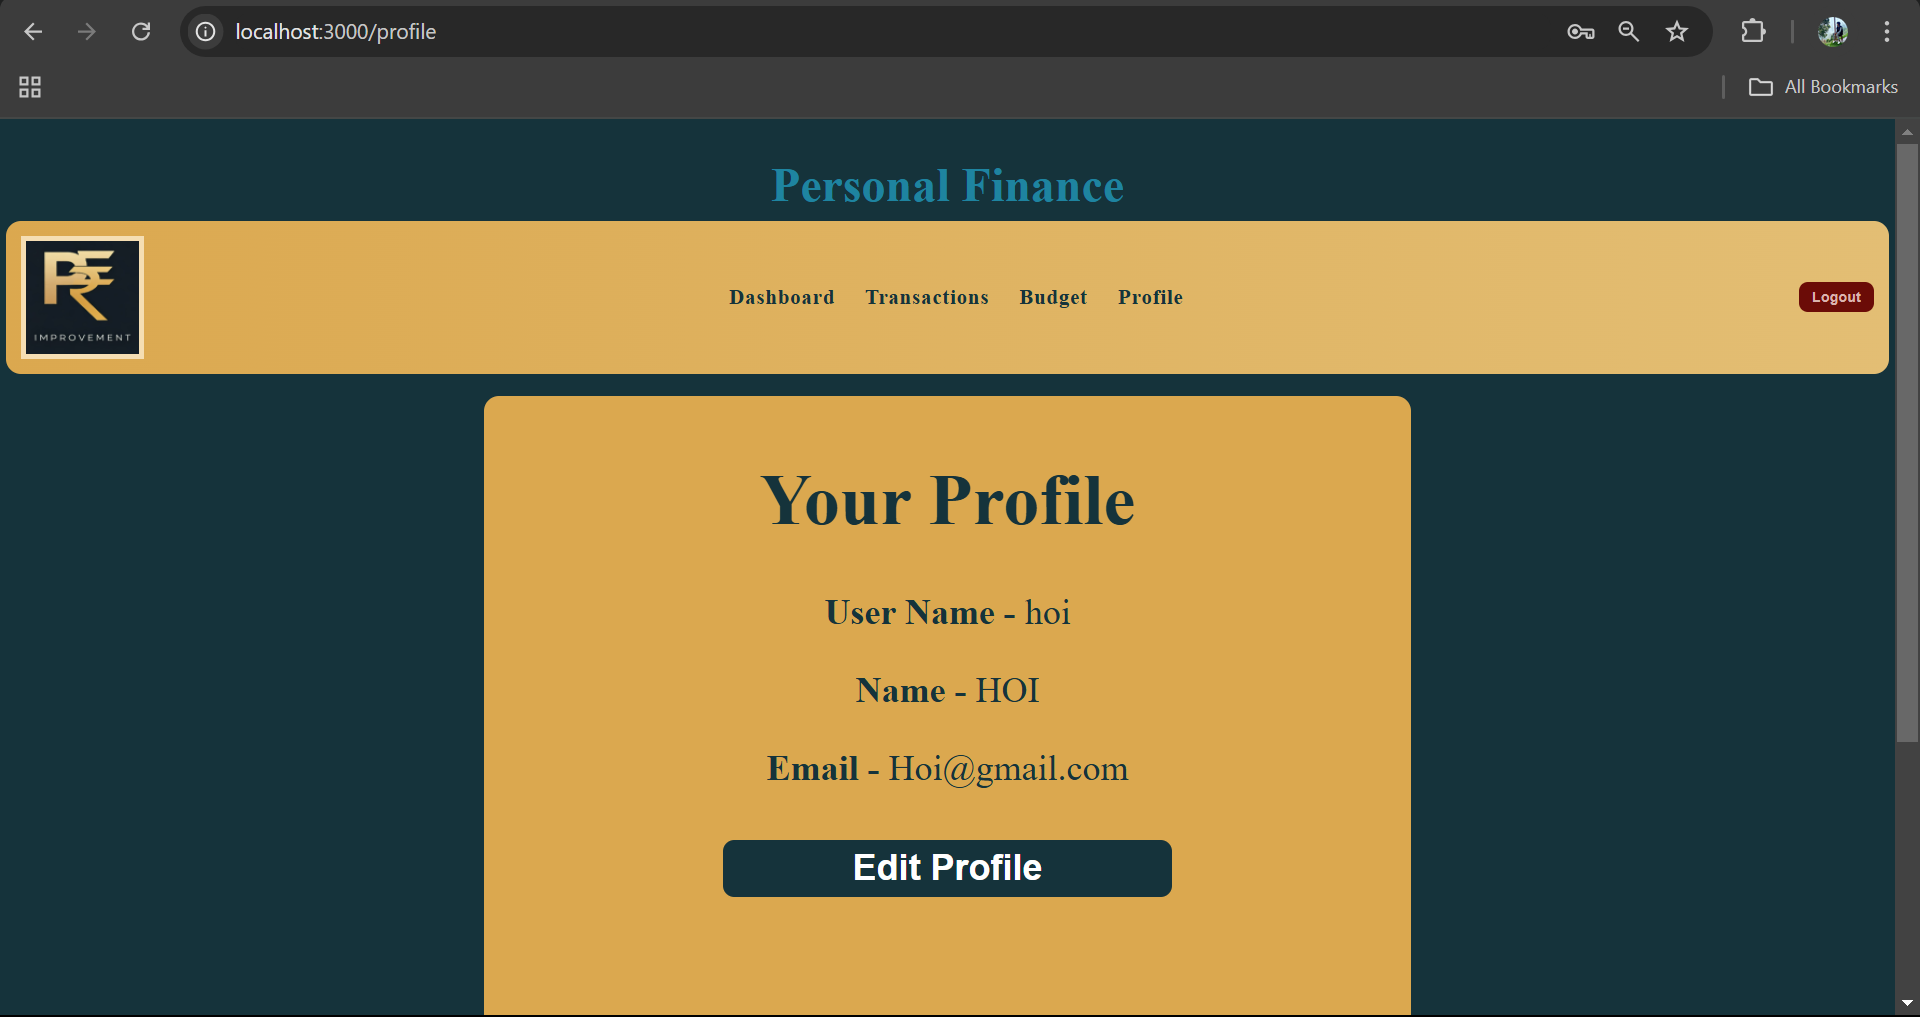 localhost:3000/profile
All Bookmarks
Personal Finance
IMPROVEMENT
Dashboard Transactions Budget Profile
Logout
Your Profile
User Name - hoi
Name - HOI
Email - Hoi@gmail.com
Edit Profile